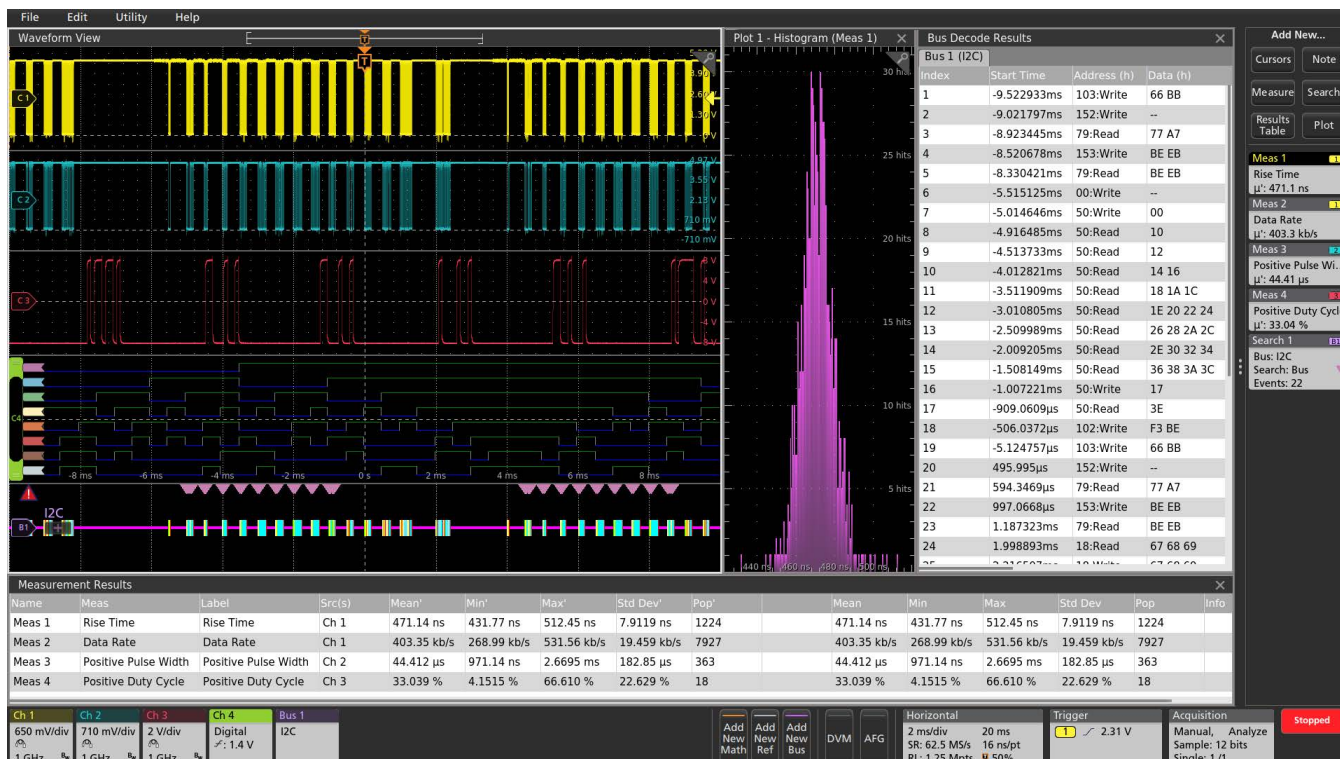 File Edit Utility Help
Waveform View
Plot 1 - Histogram (Meas 1)
Bus Decode Results
Add New...
Cursors Note
Measure Search
Results Table Plot
Bus 1 (I2C)
Index Start Time Address (h) Data (h)
1 -9.522933ms 103:Write 66 BB
2 -9.021797ms 152:Write --
3 -8.923445ms 79:Read 77 A7
4 -8.520678ms 153:Write BE EB
5 -8.330421ms 79:Read BE EB
6 -5.515125ms 00:Write --
7 -5.014646ms 50:Write 00
8 -4.916485ms 50:Read 10
9 -4.513733ms 50:Read 12
10 -4.012821ms 50:Read 14 16
11 -3.511909ms 50:Read 18 1A 1C
12 -3.010805ms 50:Read 1E 20 22 24
13 -2.509989ms 50:Read 26 28 2A 2C
14 -2.009205ms 50:Read 2E 30 32 34
15 -1.508149ms 50:Read 36 38 3A 3C
16 -1.007221ms 50:Write 17
17 -909.0609µs 50:Read 3E
18 -506.0372µs 102:Write F3 BE
19 -5.124757µs 103:Write 66 BB
20 495.995µs 152:Write --
21 594.3469µs 79:Read 77 A7
22 997.0668µs 153:Write BE EB
23 1.187323ms 79:Read BE EB
24 1.998893ms 18:Read 67 68 69
T
T
C1
1.30 V
C2
4.97 V
3.55 V
2.13 V
710 mV
-710 mV
C3
8 V
4 V
0 V
-4 V
-8 V
C4
-8 ms -6 ms -4 ms -2 ms 0 s 2 ms 4 ms 6 ms 8 ms
I2C
B1
30 hits
25 hits
20 hits
15 hits
10 hits
5 hits
440 ns 460 ns 480 ns 500 ns
Meas 1 1
Rise Time
µ': 471.1 ns
Meas 2 1
Data Rate
µ': 403.3 kb/s
Meas 3 2
Positive Pulse Wi...
µ': 44.41 µs
Meas 4 3
Positive Duty Cycle
µ': 33.04 %
Search 1 B1
Bus: I2C
Search: Bus
Events: 22
Measurement Results
Name Meas Label Src(s) Mean' Min' Max' Std Dev' Pop' Mean Min Max Std Dev Pop Info
Meas 1 Rise Time Rise Time Ch 1 471.14 ns 431.77 ns 512.45 ns 7.9119 ns 1224 471.14 ns 431.77 ns 512.45 ns 7.9119 ns 1224
Meas 2 Data Rate Data Rate Ch 1 403.35 kb/s 268.99 kb/s 531.56 kb/s 19.459 kb/s 7927 403.35 kb/s 268.99 kb/s 531.56 kb/s 19.459 kb/s 7927
Meas 3 Positive Pulse Width Positive Pulse Width Ch 2 44.412 µs 971.14 ns 2.6695 ms 182.85 µs 363 44.412 µs 971.14 ns 2.6695 ms 182.85 µs 363
Meas 4 Positive Duty Cycle Positive Duty Cycle Ch 3 33.039 % 4.1515 % 66.610 % 22.629 % 18 33.039 % 4.1515 % 66.610 % 22.629 % 18
Ch 1 Ch 2 Ch 3 Ch 4 Bus 1
650 mV/div 710 mV/div 2 V/div Digital I2C
: 1.4 V
1 GHz 1 GHz 1 GHz
Add New Math
Add New Ref
Add New Bus
DVM
AFG
Horizontal
2 ms/div 20 ms
SR: 62.5 MS/s 16 ns/pt
RL: 1.25 Mpts 50%
Trigger
1 2.31 V
Acquisition
Manual, Analyze
Sample: 12 bits
Single: 1/1
Stopped